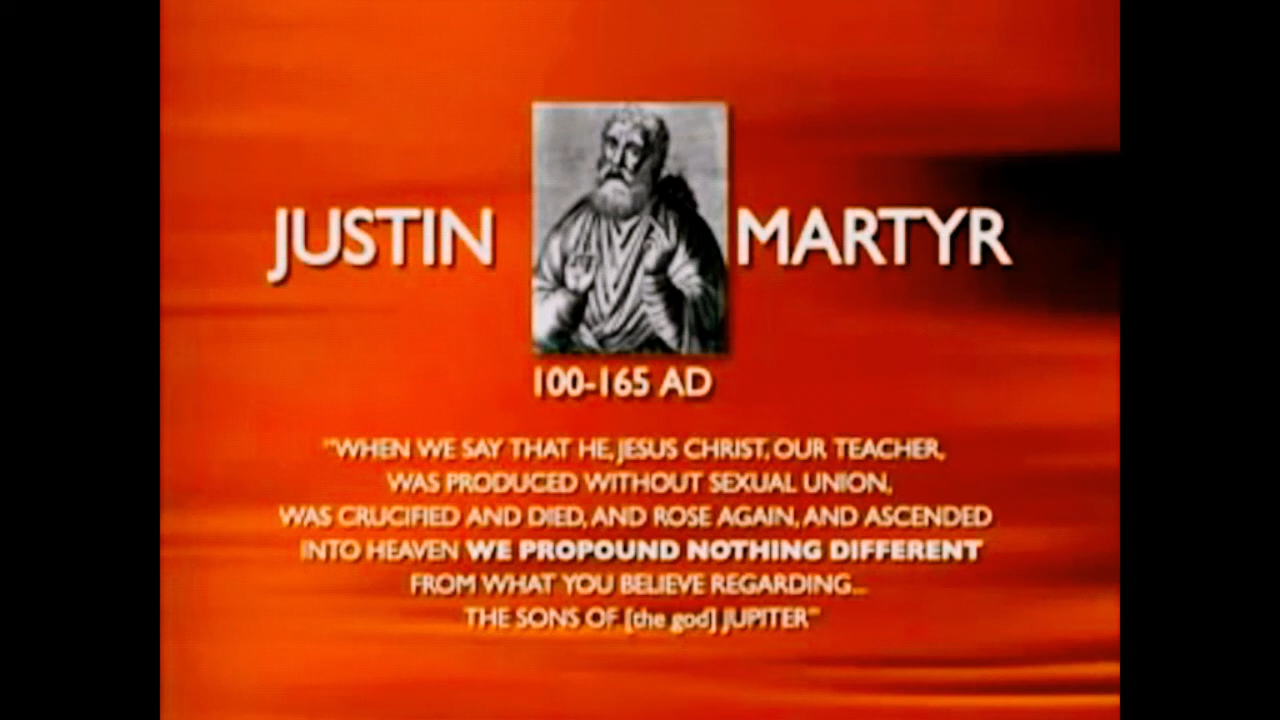 JUSTIN MARTYR
100-165 AD
"WHEN WE SAY THAT HE, JESUS CHRIST, OUR TEACHER,
WAS PRODUCED WITHOUT SEXUAL UNION,
WAS CRUCIFIED AND DIED, AND ROSE AGAIN, AND ASCENDED
INTO HEAVEN WE PROPOUND NOTHING DIFFERENT
FROM WHAT YOU BELIEVE REGARDING...
THE SONS OF [the god] JUPITER"